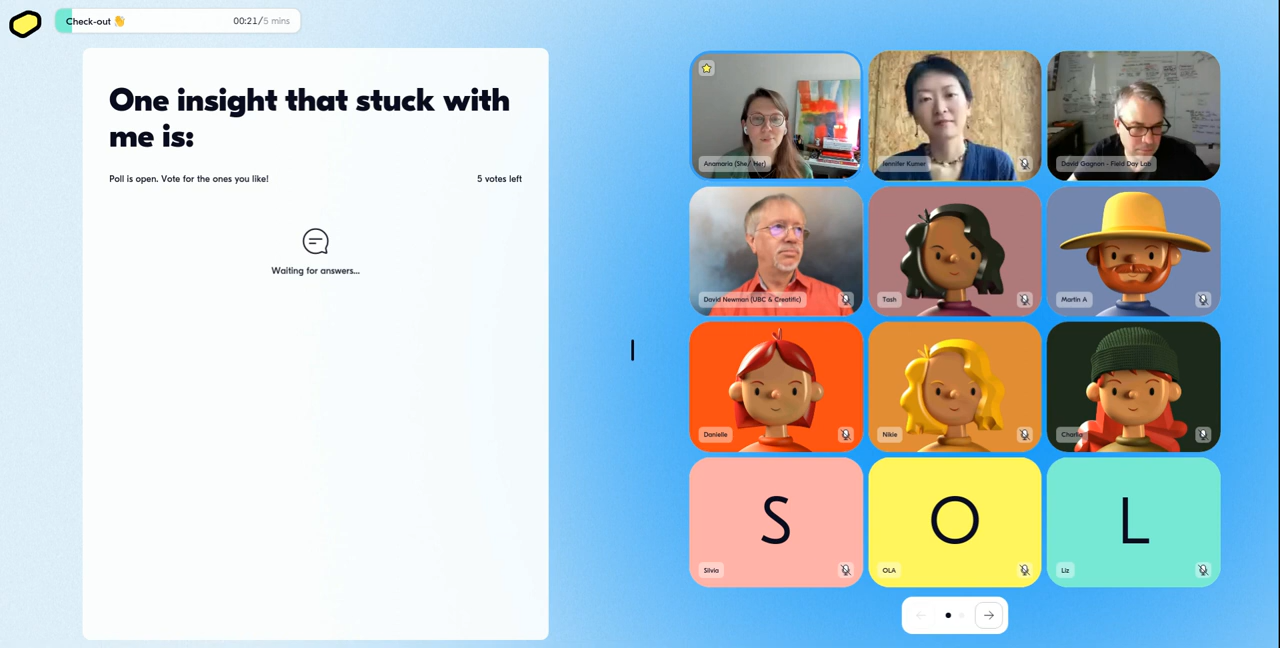 Check-out 👋
00:21/5 mins
One insight that stuck with
me is:
Poll is open. Vote for the ones you like!
5 votes left
Waiting for answers...
Anamaria (She/ Her)
Jennifer Kumer
David Gagnon - Field Day Lab
David Newman (UBC & Creatific)
Tash
Martin A
Danielle
Nikie
Charlie
S
O
L
Silvia
OLA
Liz